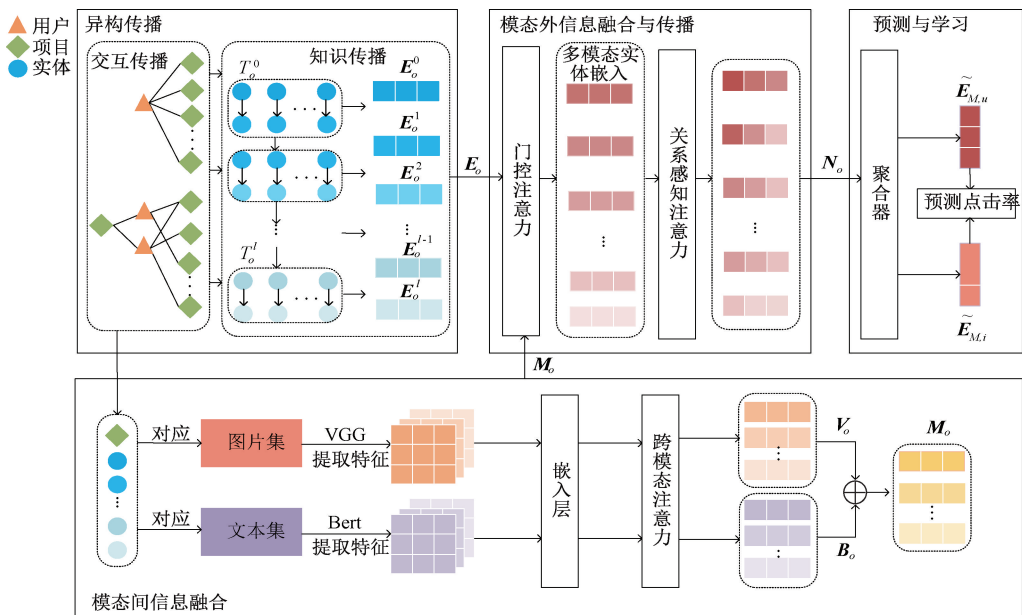 用户
项目
实体
异构传播
交互传播
知识传播
T_o^0
E_o^0
E_o^1
E_o^2
⋯
E_o^{l-1}
T_o^l
E_o^l
E_o
模态外信息融合与传播
门控注意力
多模态实
体嵌入
关系感知注意力
N_o
预测与学习
聚合器
\widetilde{E}_{M,u}
预测点击率
\widetilde{E}_{M,i}
M_o
对应
图片集
VGG
提取特征
对应
文本集
Bert
提取特征
嵌入层
跨模态注意力
V_o
B_o
M_o
模态间信息融合